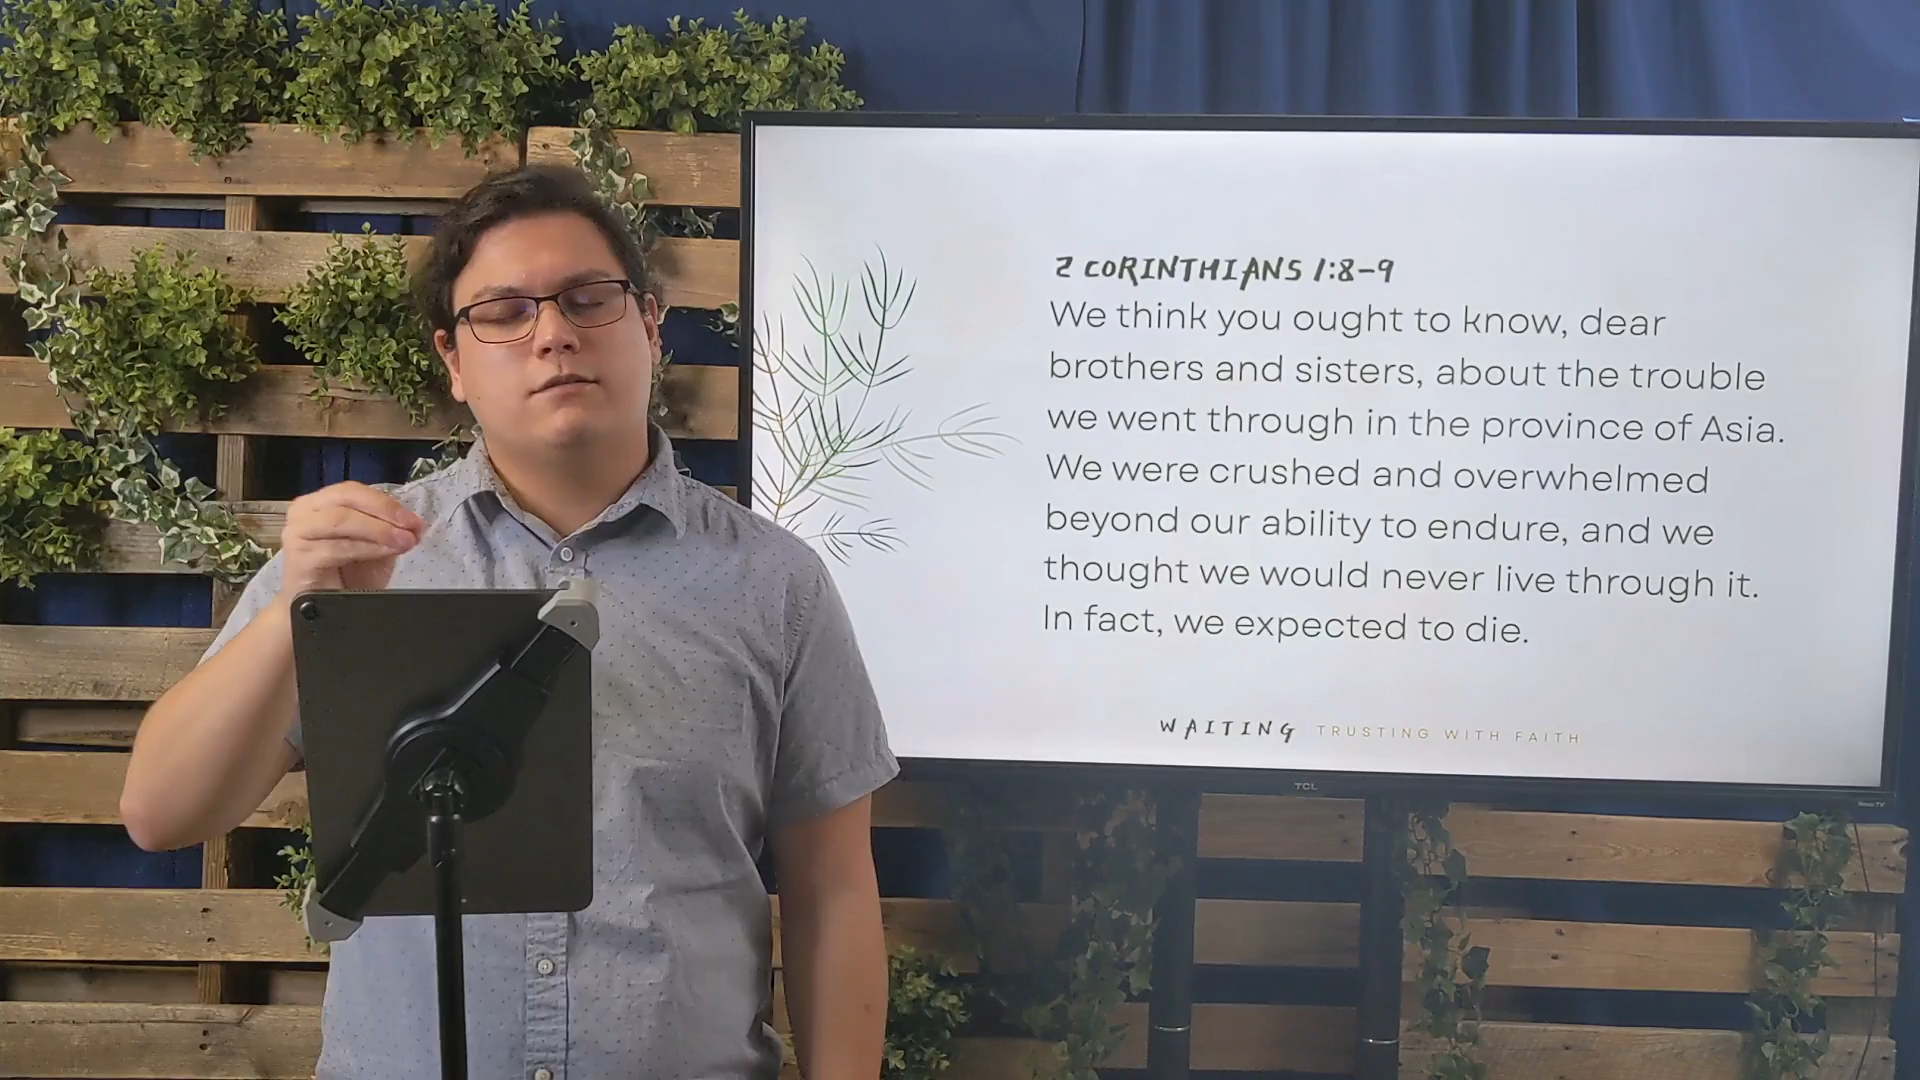 2 CORINTHIANS 1:8-9
We think you ought to know, dear
brothers and sisters, about the trouble
we went through in the province of Asia.
We were crushed and overwhelmed
beyond our ability to endure, and we
thought we would never live through it.
In fact, we expected to die.
WAITING TRUSTING WITH FAITH
TCL
Roku TV